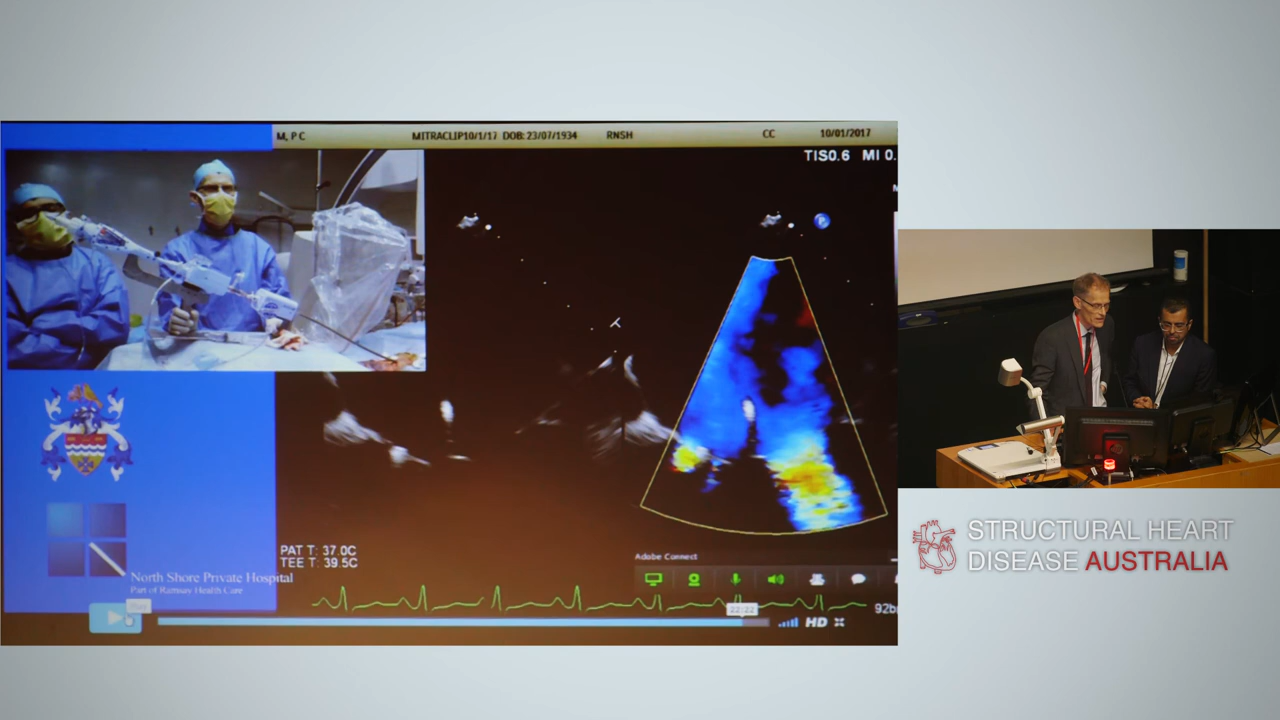 M, P C MITRACLIP10/1/17 DOB:23/07/1934 RNSH CC 10/01/2017
TIS0.6 MI 0.
PAT T: 37.0C
TEE T: 39.5C
North Shore Private Hospital
Part of Ramsay Health Care
Adobe Connect
Play
22:22
92b
HD
STRUCTURAL HEART
DISEASE AUSTRALIA